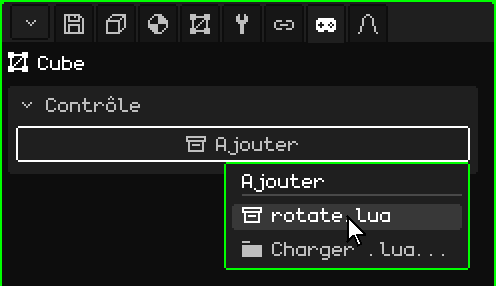 Cube
Contrôle
Ajouter
Ajouter
rotate.lua
Charger .lua...